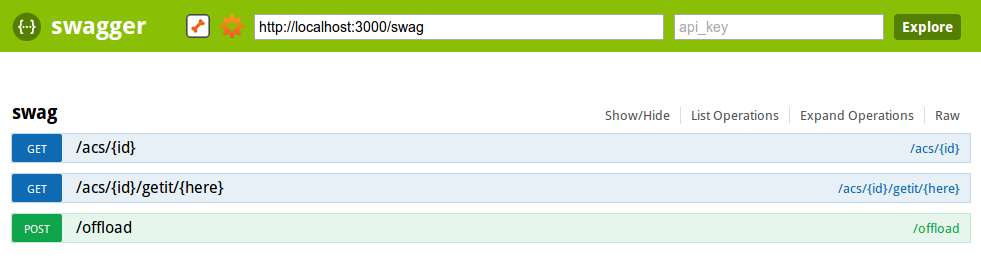 {··} swagger http://localhost:3000/swag api_key Explore
swag Show/Hide List Operations Expand Operations Raw
GET /acs/{id} /acs/{id}
GET /acs/{id}/getit/{here} /acs/{id}/getit/{here}
POST /offload /offload